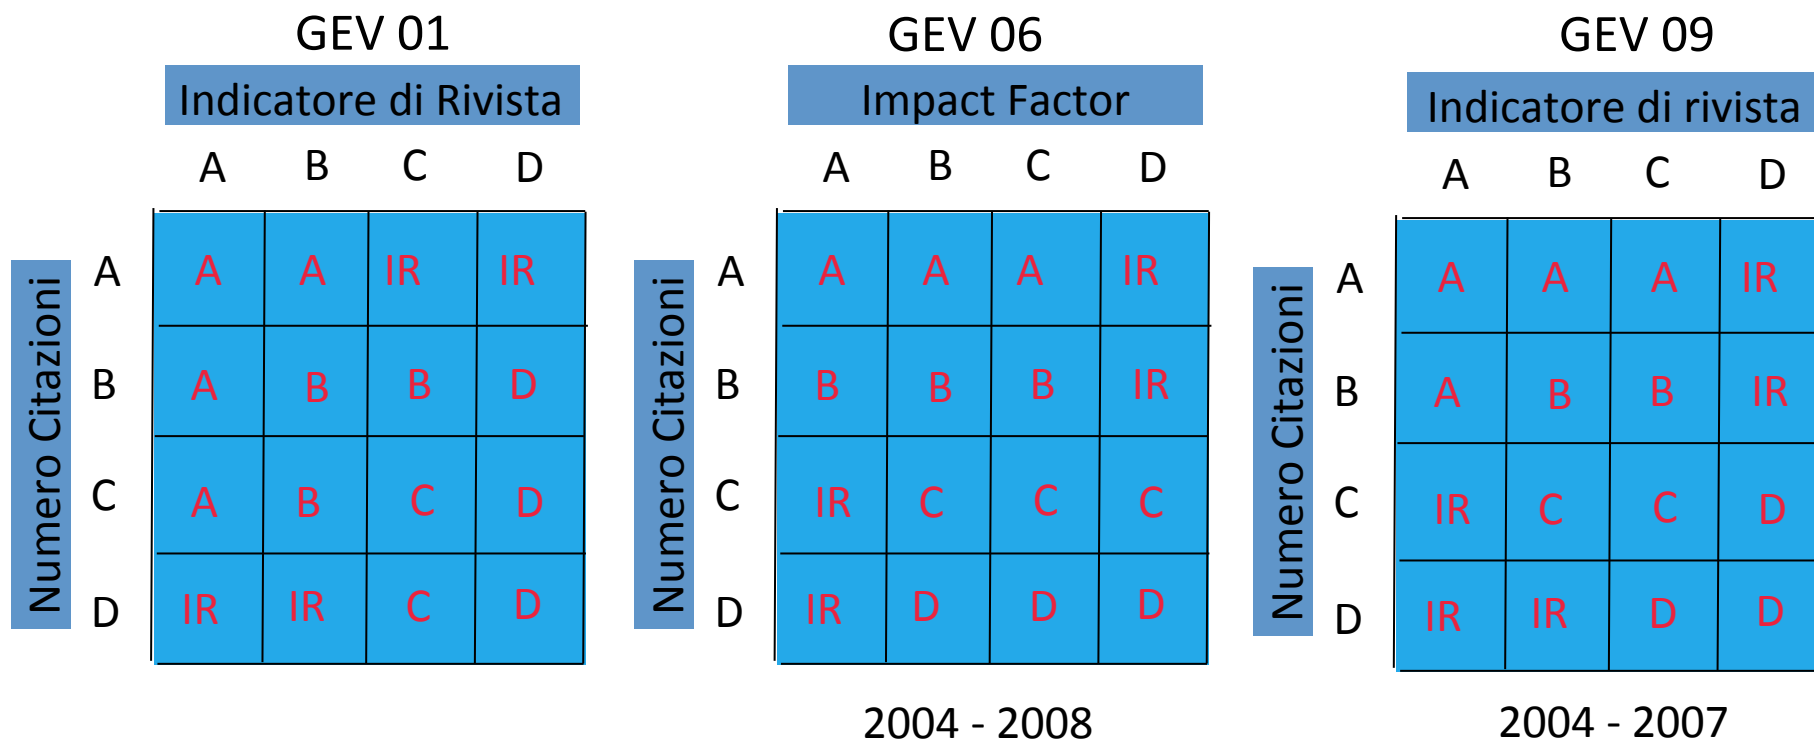 GEV 01
Indicatore di Rivista
A B C D
Numero Citazioni
A A A IR IR
B A B B D
C A B C D
D IR IR C D
GEV 06
Impact Factor
A B C D
Numero Citazioni
A A A A IR
B B B B IR
C IR C C C
D IR D D D
2004 - 2008
GEV 09
Indicatore di rivista
A B C D
Numero Citazioni
A A A A IR
B A B B IR
C IR C C D
D IR IR D D
2004 - 2007